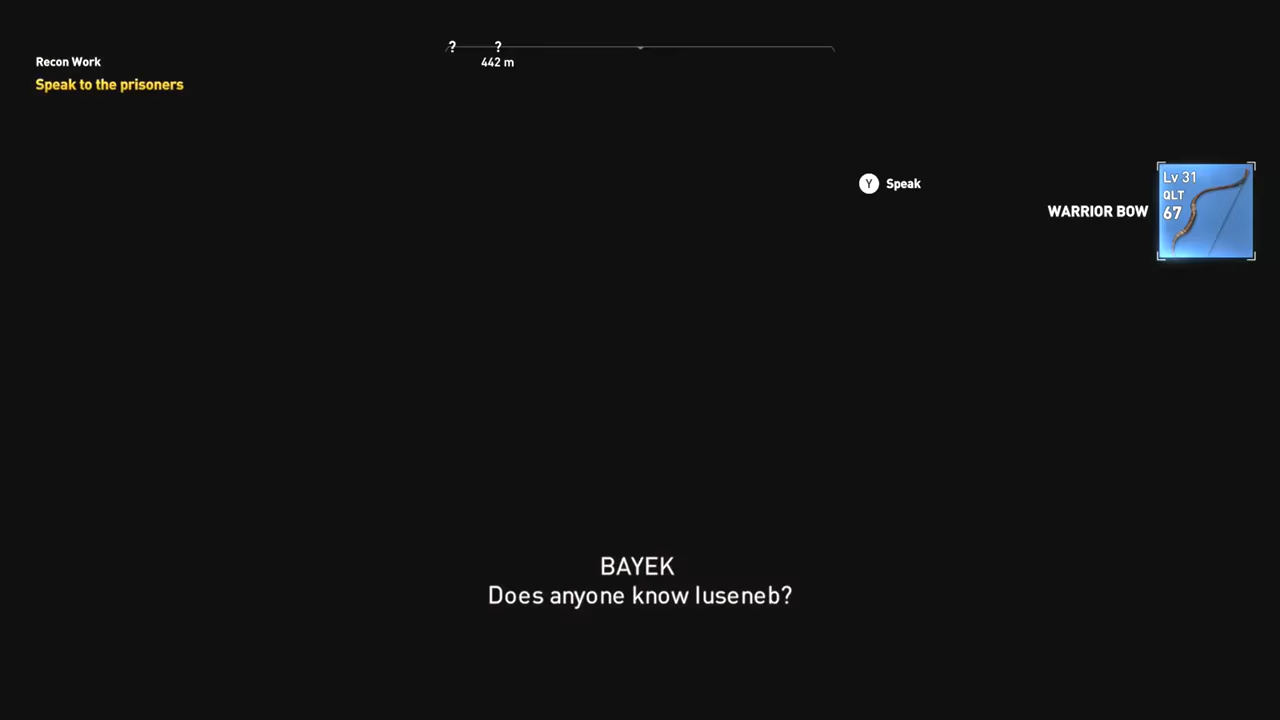 ? ?
442 m
Recon Work
Speak to the prisoners
Y Speak
Lv 31
QLT
67
WARRIOR BOW
BAYEK
Does anyone know Iuseneb?